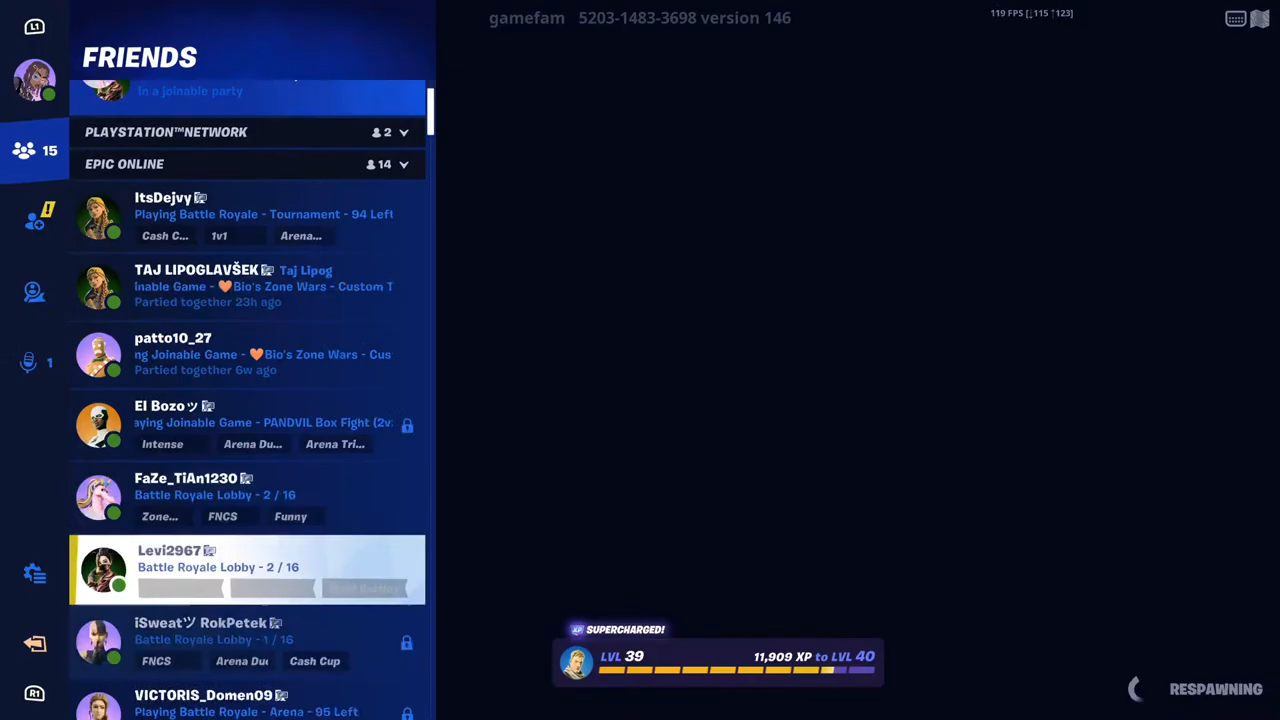 gamefam 5203-1483-3698 version 146
119 FPS [↓115 ↑123]
L1
FRIENDS
In a joinable party
PLAYSTATION™NETWORK 2
15
EPIC ONLINE 14
ItsDejvy
Playing Battle Royale - Tournament - 94 Left
Cash C... 1v1 Arena...
TAJ LIPOGLAVŠEK Taj Lipog
inable Game - 🧡Bio's Zone Wars - Custom T
Partied together 23h ago
patto10_27
ng Joinable Game - 🧡Bio's Zone Wars - Cus
Partied together 6w ago
1
El Bozoッ
aying Joinable Game - PANDVIL Box Fight (2v
Intense Arena Du... Arena Tri...
FaZe_TiAn1230
Battle Royale Lobby - 2 / 16
Zone... FNCS Funny
Levi2967
Battle Royale Lobby - 2 / 16
iSweatツ RokPetek
Battle Royale Lobby - 1 / 16
FNCS Arena Duo Cash Cup
VICTORIS_Domen09
Playing Battle Royale - Arena - 95 Left
R1
XP SUPERCHARGED!
LVL 39 11,909 XP to LVL 40
RESPAWNING